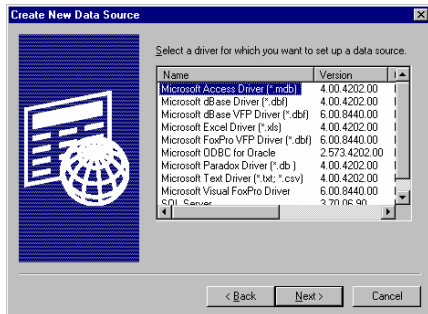 Create New Data Source
Select a driver for which you want to set up a data source.
Name Version
Microsoft Access Driver (*.mdb) 4.00.4202.00
Microsoft dBase Driver (*.dbf) 4.00.4202.00
Microsoft dBase VFP Driver (*.dbf) 6.00.8440.00
Microsoft Excel Driver (*.xls) 4.00.4202.00
Microsoft FoxPro VFP Driver (*.dbf) 6.00.8440.00
Microsoft ODBC for Oracle 2.573.4202.00
Microsoft Paradox Driver (*.db ) 4.00.4202.00
Microsoft Text Driver (*.txt; *.csv) 4.00.4202.00
Microsoft Visual FoxPro Driver 6.00.8440.00
SQL Server 3.70.06.90
< Back Next > Cancel